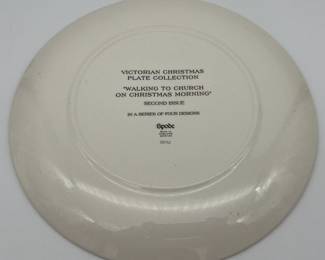 VICTORIAN CHRISTMAS
PLATE COLLECTION
"WALKING TO CHURCH
ON CHRISTMAS MORNING"
SECOND ISSUE
IN A SERIES OF FOUR DESIGNS
Spode